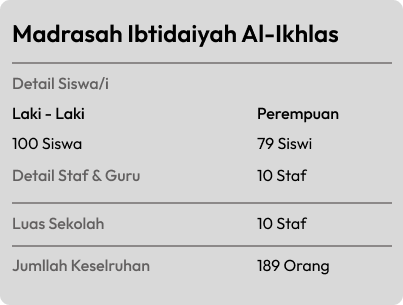 Madrasah Ibtidaiyah Al-Ikhlas
Detail Siswa/i
Laki - Laki Perempuan
100 Siswa 79 Siswi
Detail Staf & Guru 10 Staf
Luas Sekolah 10 Staf
Jumllah Keselruhan 189 Orang